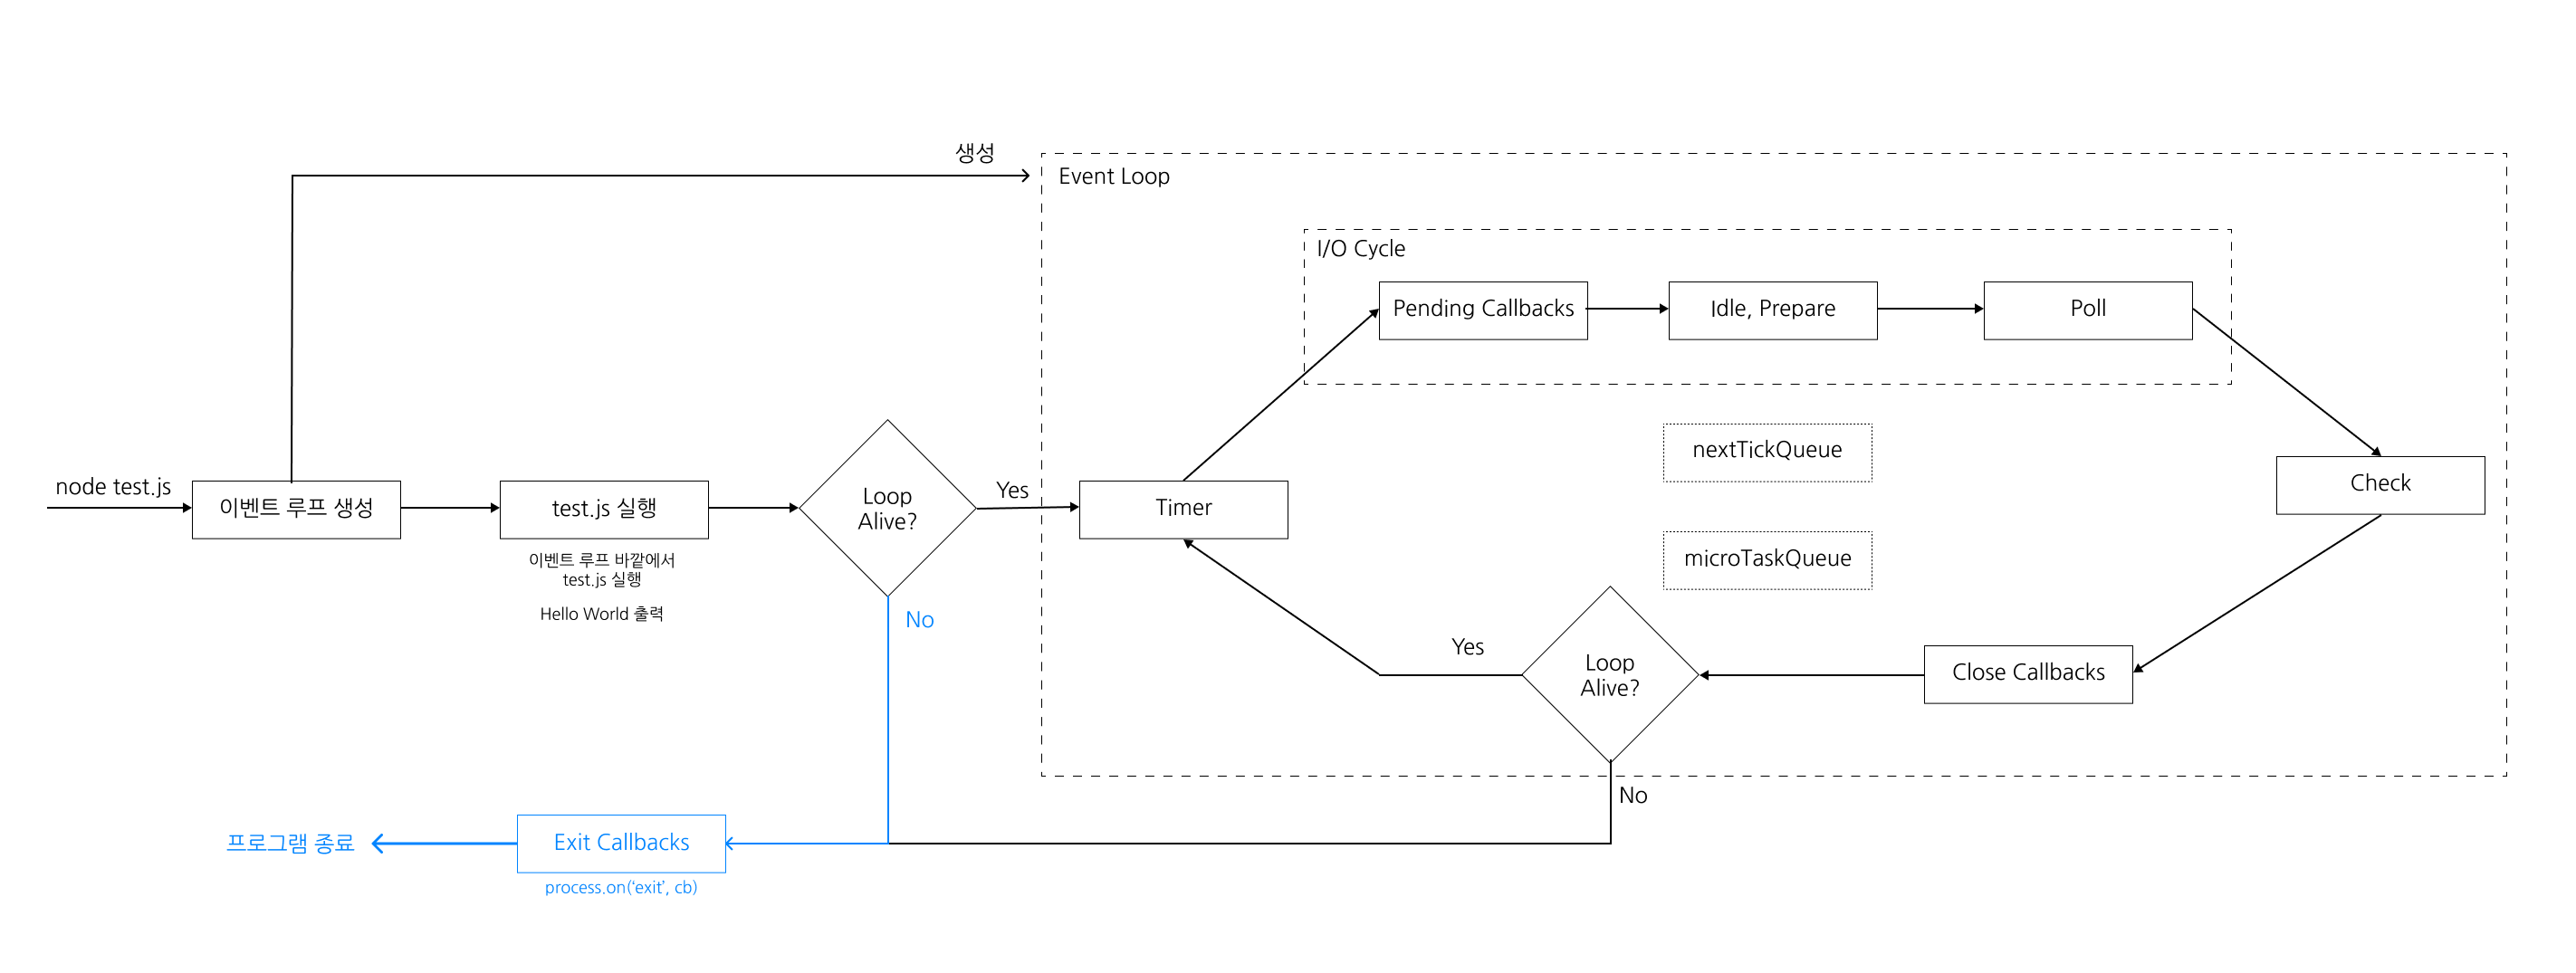 생성
Event Loop
I/O Cycle
Pending Callbacks
Idle, Prepare
Poll
nextTickQueue
node test.js
이벤트 루프 생성
test.js 실행
Loop
Alive?
Yes
Timer
Check
이벤트 루프 바깥에서
test.js 실행
Hello World 출력
microTaskQueue
No
Yes
Loop
Alive?
Close Callbacks
No
프로그램 종료
Exit Callbacks
process.on(‘exit’, cb)